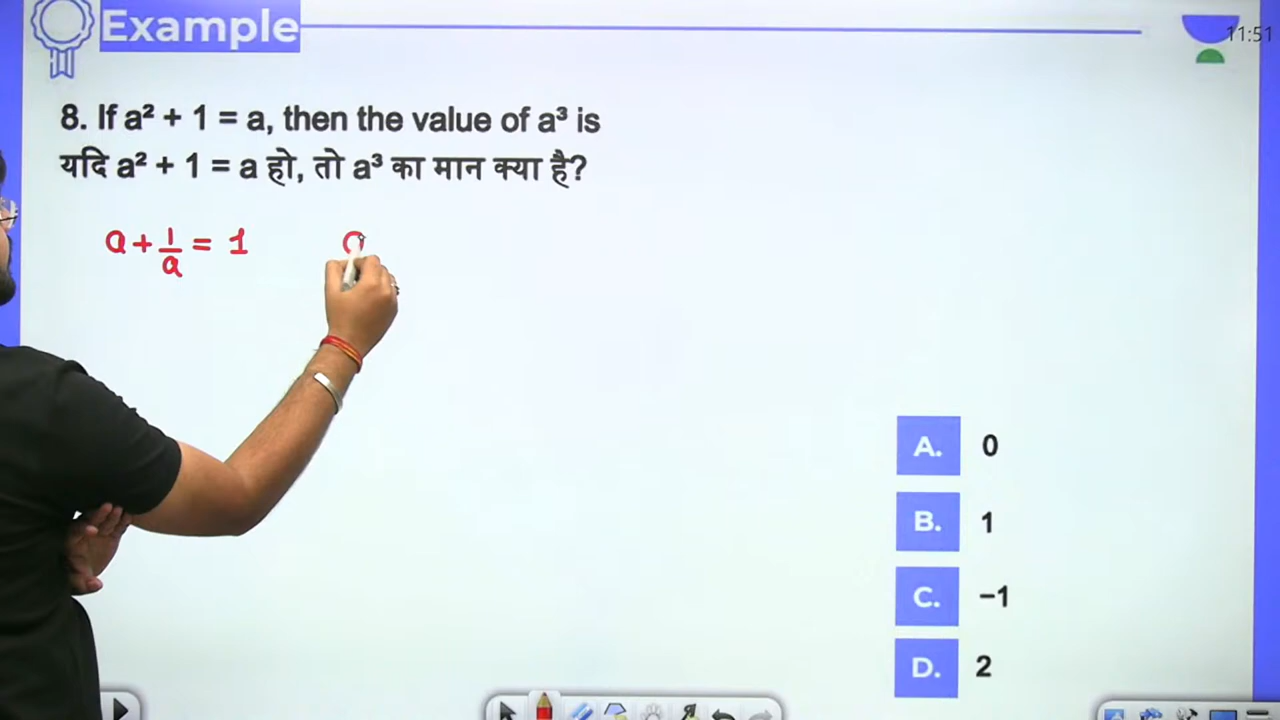 Example
11:51
8. If a² + 1 = a, then the value of a³ is
यदि a² + 1 = a हो, तो a³ का मान क्या है?
a + 1/a = 1 a
A. 0
B. 1
C. −1
D. 2